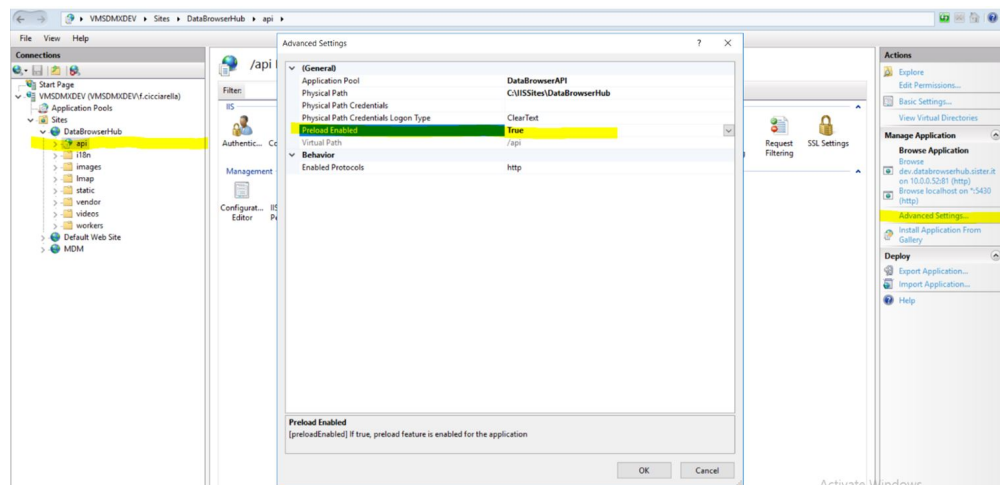 VMSDMXDEV ▸ Sites ▸ DataBrowserHub ▸ api ▸
File View Help
Connections
Start Page
VMSDMXDEV (VMSDMXDEV\f.cicciarella)
Application Pools
Sites
DataBrowserHub
api
i18n
images
lmap
static
vendor
videos
workers
Default Web Site
MDM
/api
Filter:
IIS
Authentic...
Management
Configurat... Editor
Advanced Settings
? ×
(General)
Application Pool DataBrowserAPI
Physical Path C:\IISSites\DataBrowserHub
Physical Path Credentials
Physical Path Credentials Logon Type ClearText
Preload Enabled True
Virtual Path /api
Behavior
Enabled Protocols http
Preload Enabled
[preloadEnabled] If true, preload feature is enabled for the application
OK Cancel
Request Filtering
SSL Settings
Actions
Explore
Edit Permissions...
Basic Settings...
View Virtual Directories
Manage Application
Browse Application
Browse
dev.databrowserhub.sister.it
on 10.0.0.52:81 (http)
Browse localhost on *:5430
(http)
Advanced Settings...
Install Application From
Gallery
Deploy
Export Application...
Import Application...
Help
Activate Windows